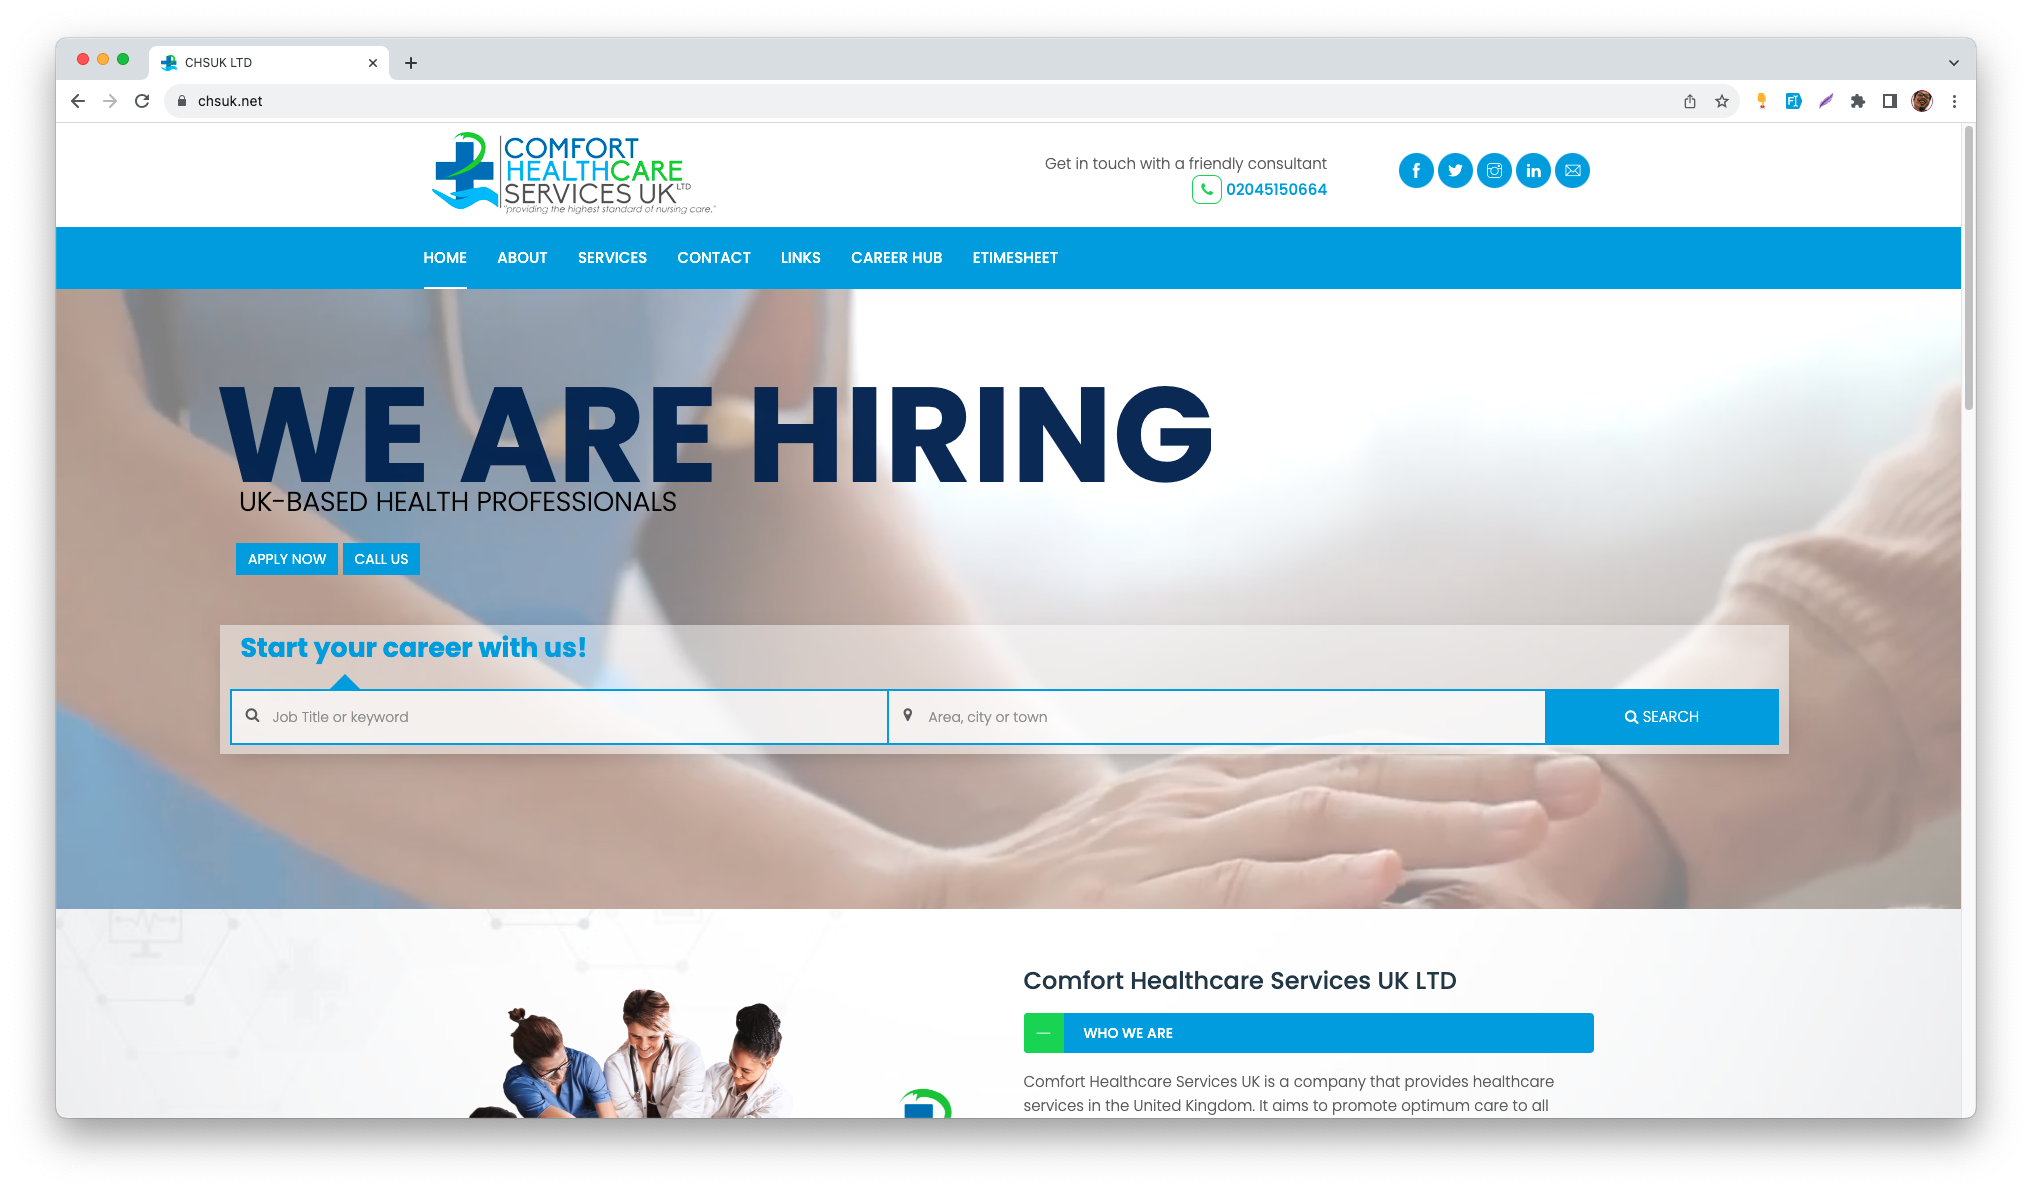 CHSUK LTD
chsuk.net
COMFORT
HEALTHCARE
SERVICES UK LTD
"providing the highest standard of nursing care."
Get in touch with a friendly consultant
02045150664
HOME ABOUT SERVICES CONTACT LINKS CAREER HUB ETIMESHEET
WE ARE HIRING
UK-BASED HEALTH PROFESSIONALS
APPLY NOW CALL US
Start your career with us!
Job Title or keyword Area, city or town SEARCH
Comfort Healthcare Services UK LTD
WHO WE ARE
Comfort Healthcare Services UK is a company that provides healthcare
services in the United Kingdom. It aims to promote optimum care to all